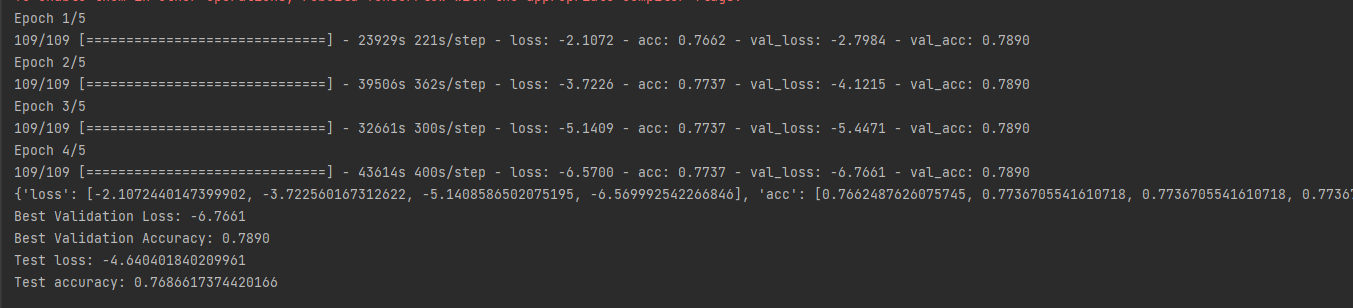 Epoch 1/5
109/109 [==============================] - 23929s 221s/step - loss: -2.1072 - acc: 0.7662 - val_loss: -2.7984 - val_acc: 0.7890
Epoch 2/5
109/109 [==============================] - 39506s 362s/step - loss: -3.7226 - acc: 0.7737 - val_loss: -4.1215 - val_acc: 0.7890
Epoch 3/5
109/109 [==============================] - 32661s 300s/step - loss: -5.1409 - acc: 0.7737 - val_loss: -5.4471 - val_acc: 0.7890
Epoch 4/5
109/109 [==============================] - 43614s 400s/step - loss: -6.5700 - acc: 0.7737 - val_loss: -6.7661 - val_acc: 0.7890
{'loss': [-2.1072440147399902, -3.722560167312622, -5.1408586502075195, -6.569992542266846], 'acc': [0.7662487626075745, 0.7736705541610718, 0.7736705541610718, 0.7736
Best Validation Loss: -6.7661
Best Validation Accuracy: 0.7890
Test loss: -4.640401840209961
Test accuracy: 0.7686617374420166